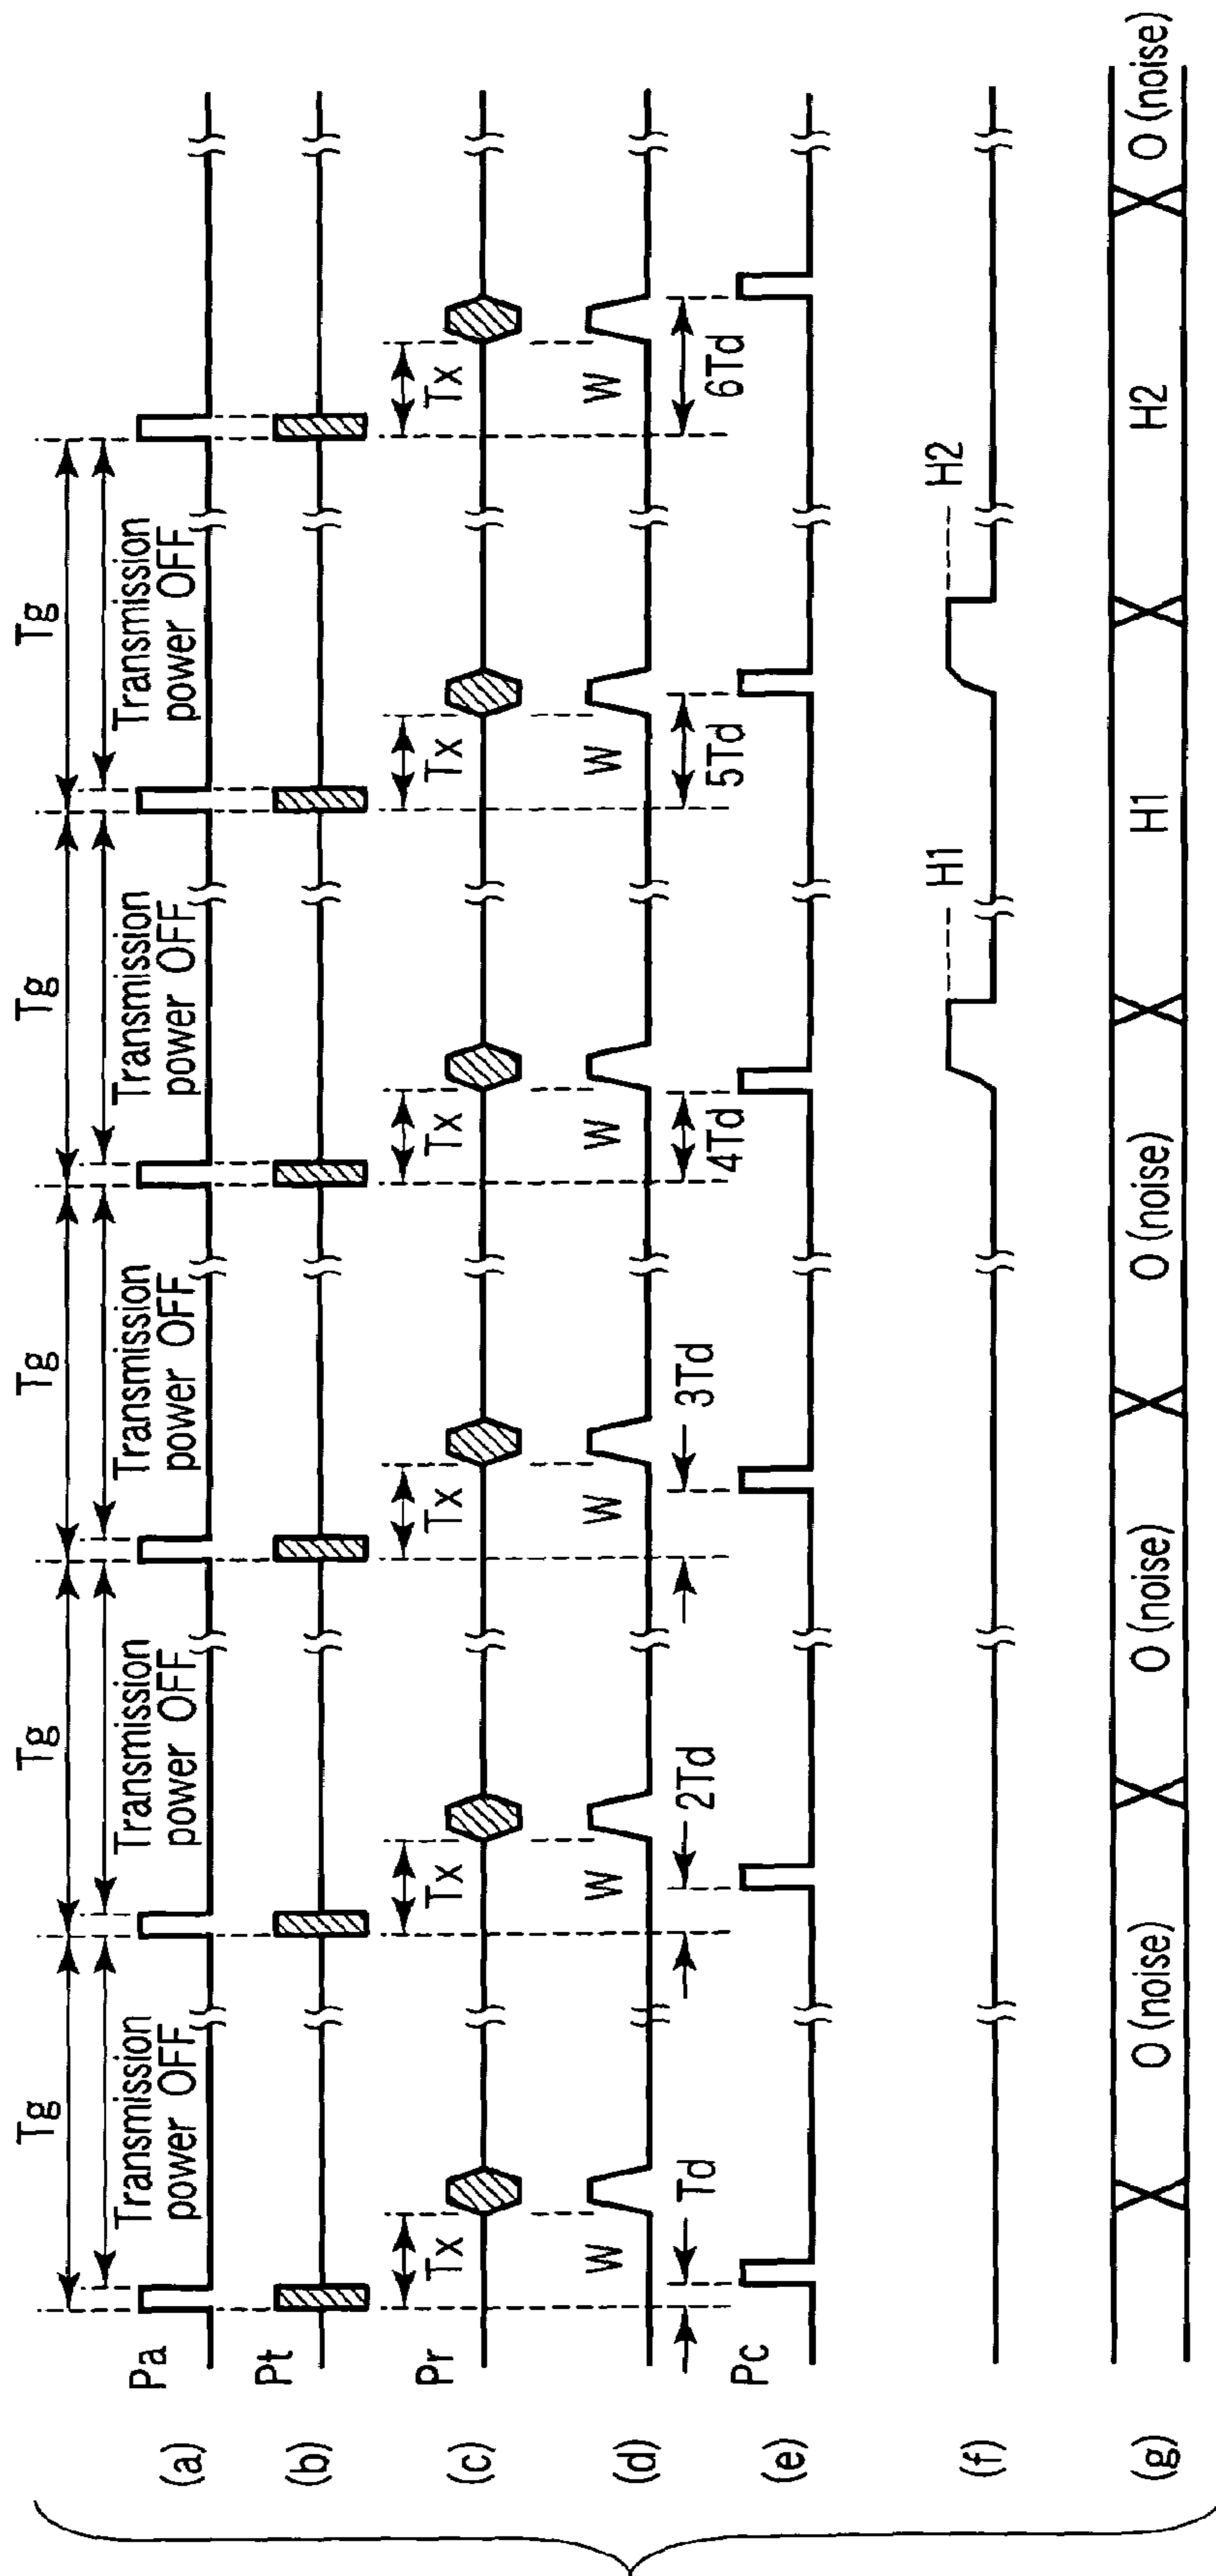 Tg Tg Tg Tg Tg
Transmission power OFF Transmission power OFF Transmission power OFF Transmission power OFF Transmission power OFF
(a) Pa
(b) Pt
(c) Pr
Tx Tx Tx Tx Tx Tx
(d)
W W W W W W
Td 2Td 3Td 4Td 5Td 6Td
(e) Pc
H1 H2
(f)
(g) O (noise) O (noise) O (noise) H1 H2 O (noise)